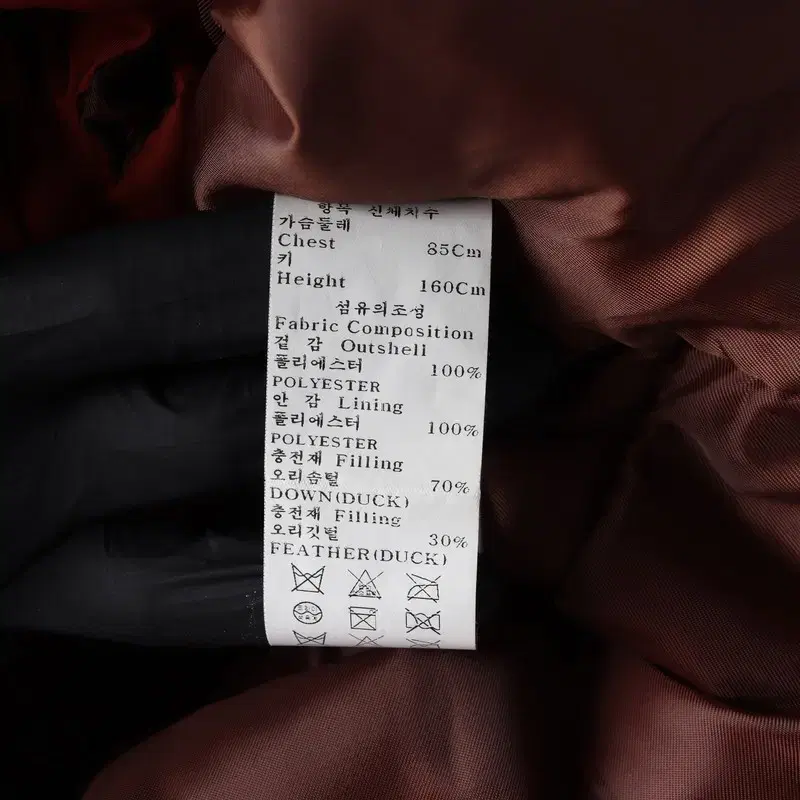 항목 신체치수
가슴둘레
Chest 85Cm
키
Height 160Cm
섬유의조성
Fabric Composition
겉 감 Outshell
폴리에스터 100%
POLYESTER
안 감 Lining
폴리에스터 100%
POLYESTER
충전재 Filling
오리솜털 70%
DOWN(DUCK)
충전재 Filling
오리깃털 30%
FEATHER(DUCK)